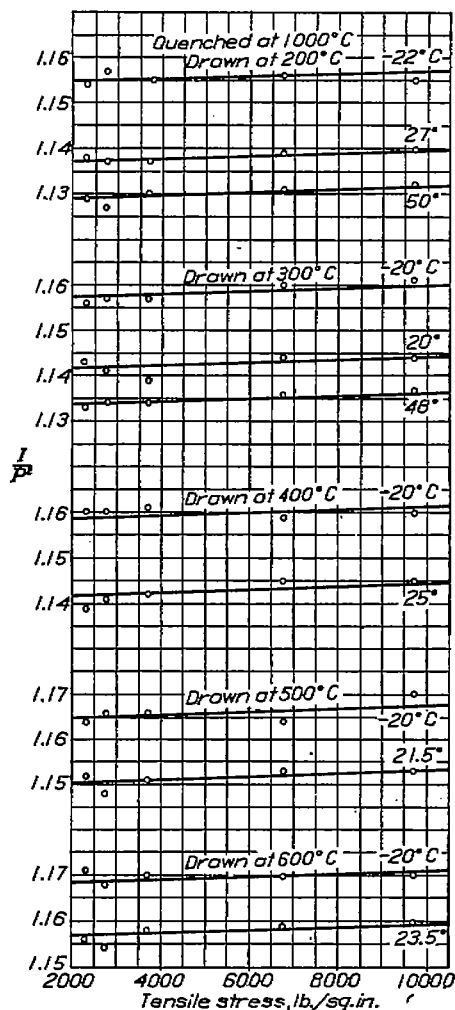 Quenched at 1000°C
Drawn at 200°C
-22°C
1.16
1.15
27°
1.14
1.13
50°
Drawn at 300°C
-20°C
1.16
1.15
20°
1.14
1.13
48°
Drawn at 400°C
-20°C
1.16
1.15
1.14
25°
1.17
Drawn at 500°C
-20°C
1.16
21.5°
1.15
Drawn at 600°C
-20°C
1.17
1.16
23.5°
1.15
2000 4000 6000 8000 10000
Tensile stress, lb./sq.in.